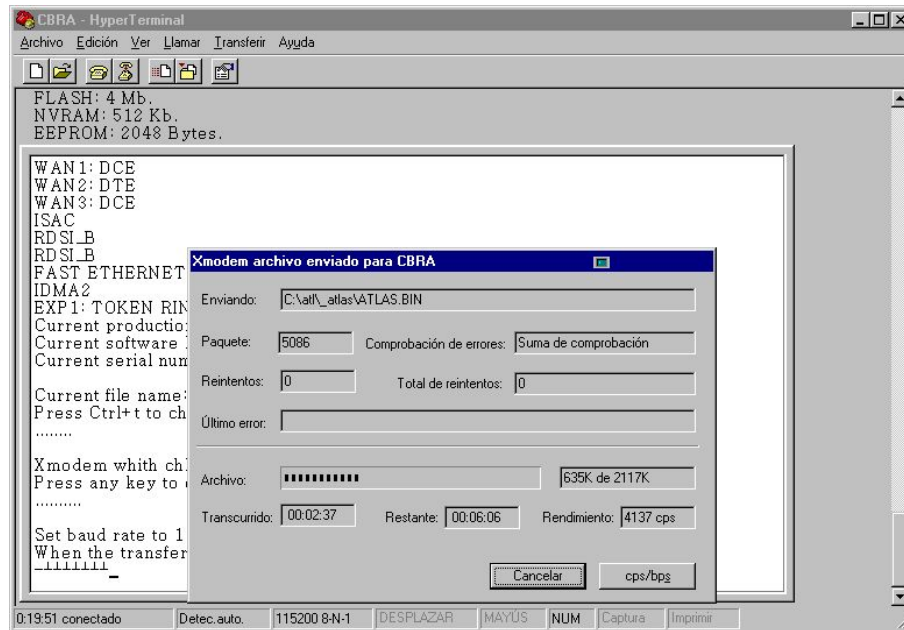 CBRA - HyperTerminal
Archivo Edición Ver Llamar Transferir Ayuda
FLASH: 4 Mb.
NVRAM: 512 Kb.
EEPROM: 2048 Bytes.
WAN1: DCE
WAN2: DTE
WAN3: DCE
ISAC
RDSI_B
RDSI_B
FAST ETHERNET
IDMA2
EXP1: TOKEN RIN
Current productio
Current software
Current serial num
Current file name:
Press Ctrl+t to ch
........
Xmodem whith ch
Press any key to
..........
Set baud rate to 1
When the transfer
Xmodem archivo enviado para CBRA
Enviando: C:\atl\_atlas\ATLAS.BIN
Paquete: 5086 Comprobación de errores: Suma de comprobación
Reintentos: 0 Total de reintentos: 0
Último error:
Archivo: 635K de 2117K
Transcurrido: 00:02:37 Restante: 00:06:06 Rendimiento: 4137 cps
Cancelar cps/bps
0:19:51 conectado Detec.auto. 115200 8-N-1 DESPLAZAR MAYÚS NUM Captura Imprimir